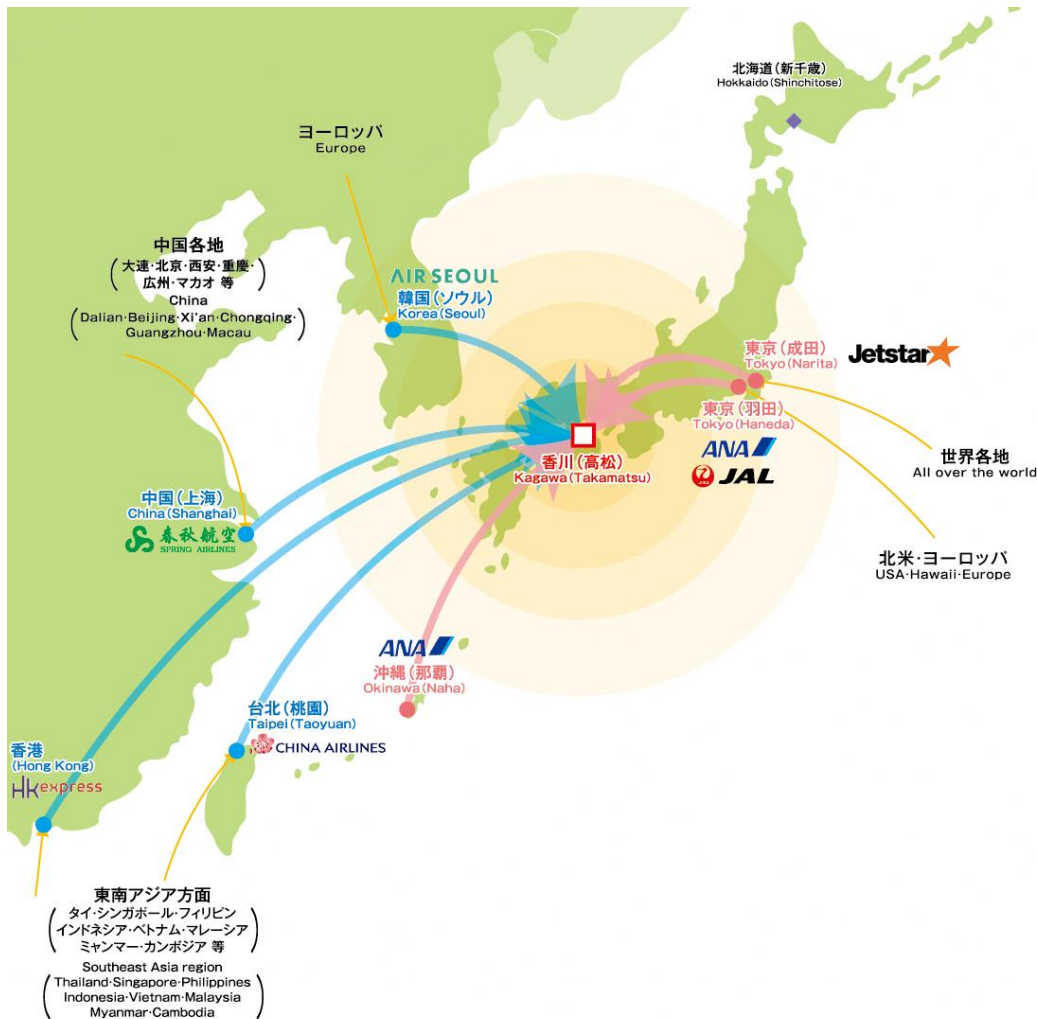 北海道(新千歳)
Hokkaido(Shinchitose)
ヨーロッパ
Europe
中国各地
(大連·北京·西安·重慶·
広州·マカオ 等)
China
(Dalian·Beijing·Xi'an·Chongqing·
Guangzhou·Macau)
AIR SEOUL
韓国(ソウル)
Korea(Seoul)
東京(成田)
Tokyo(Narita)
Jetstar
東京(羽田)
Tokyo(Haneda)
ANA
JAL
JAL
香川(高松)
Kagawa(Takamatsu)
世界各地
All over the world
中国(上海)
China(Shanghai)
春秋航空
SPRING AIRLINES
北米·ヨーロッパ
USA·Hawaii·Europe
ANA
沖縄(那覇)
Okinawa(Naha)
台北(桃園)
Taipei(Taoyuan)
CHINA AIRLINES
香港
(Hong Kong)
HK express
東南アジア方面
(タイ·シンガポール·フィリピン
インドネシア·ベトナム·マレーシア
ミャンマー·カンボジア 等)
Southeast Asia region
(Thailand·Singapore·Philippines
Indonesia·Vietnam·Malaysia
Myanmar·Cambodia)